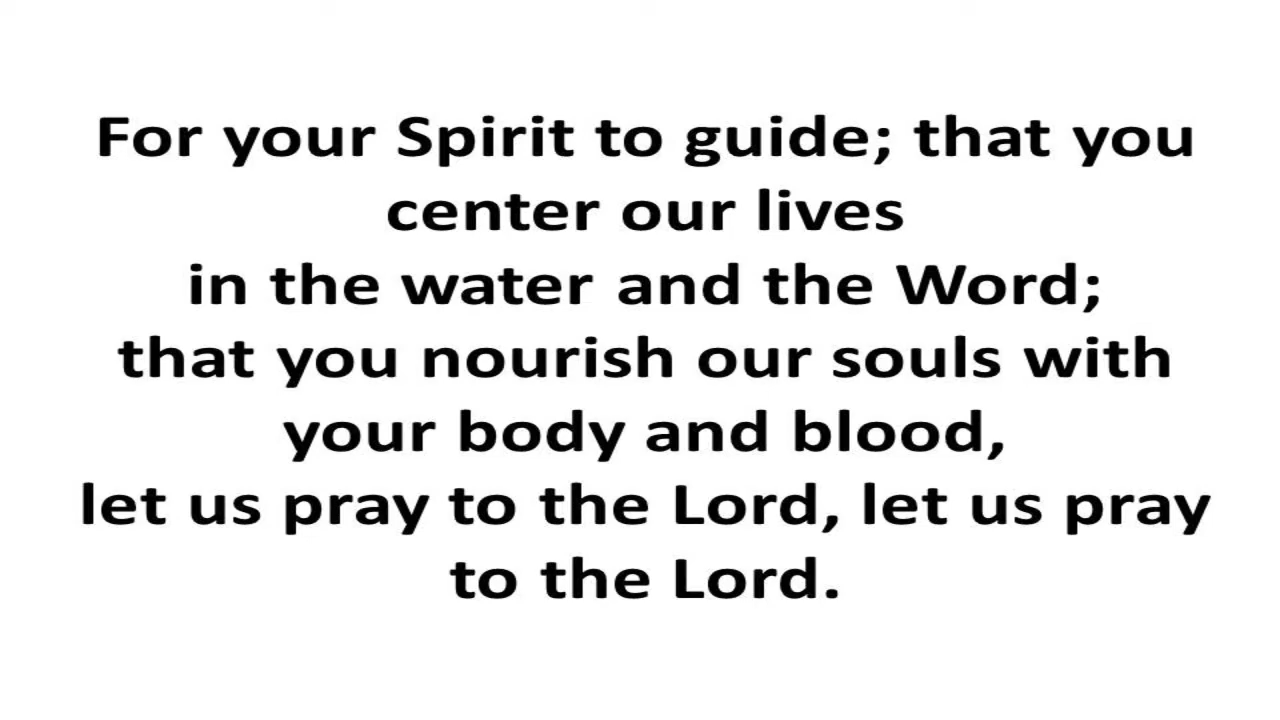 For your Spirit to guide; that you
center our lives
in the water and the Word;
that you nourish our souls with
your body and blood,
let us pray to the Lord, let us pray
to the Lord.